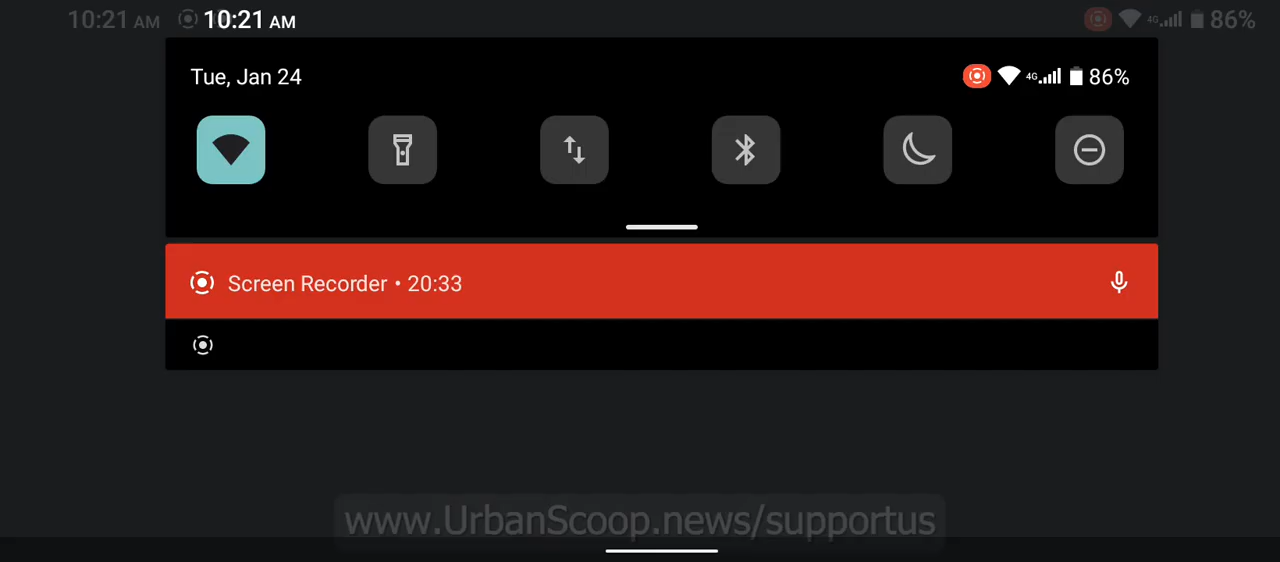 10:21 AM 10:21 AM 86%
Tue, Jan 24 4G 86%
Screen Recorder • 20:33
www.UrbanScoop.news/supportus